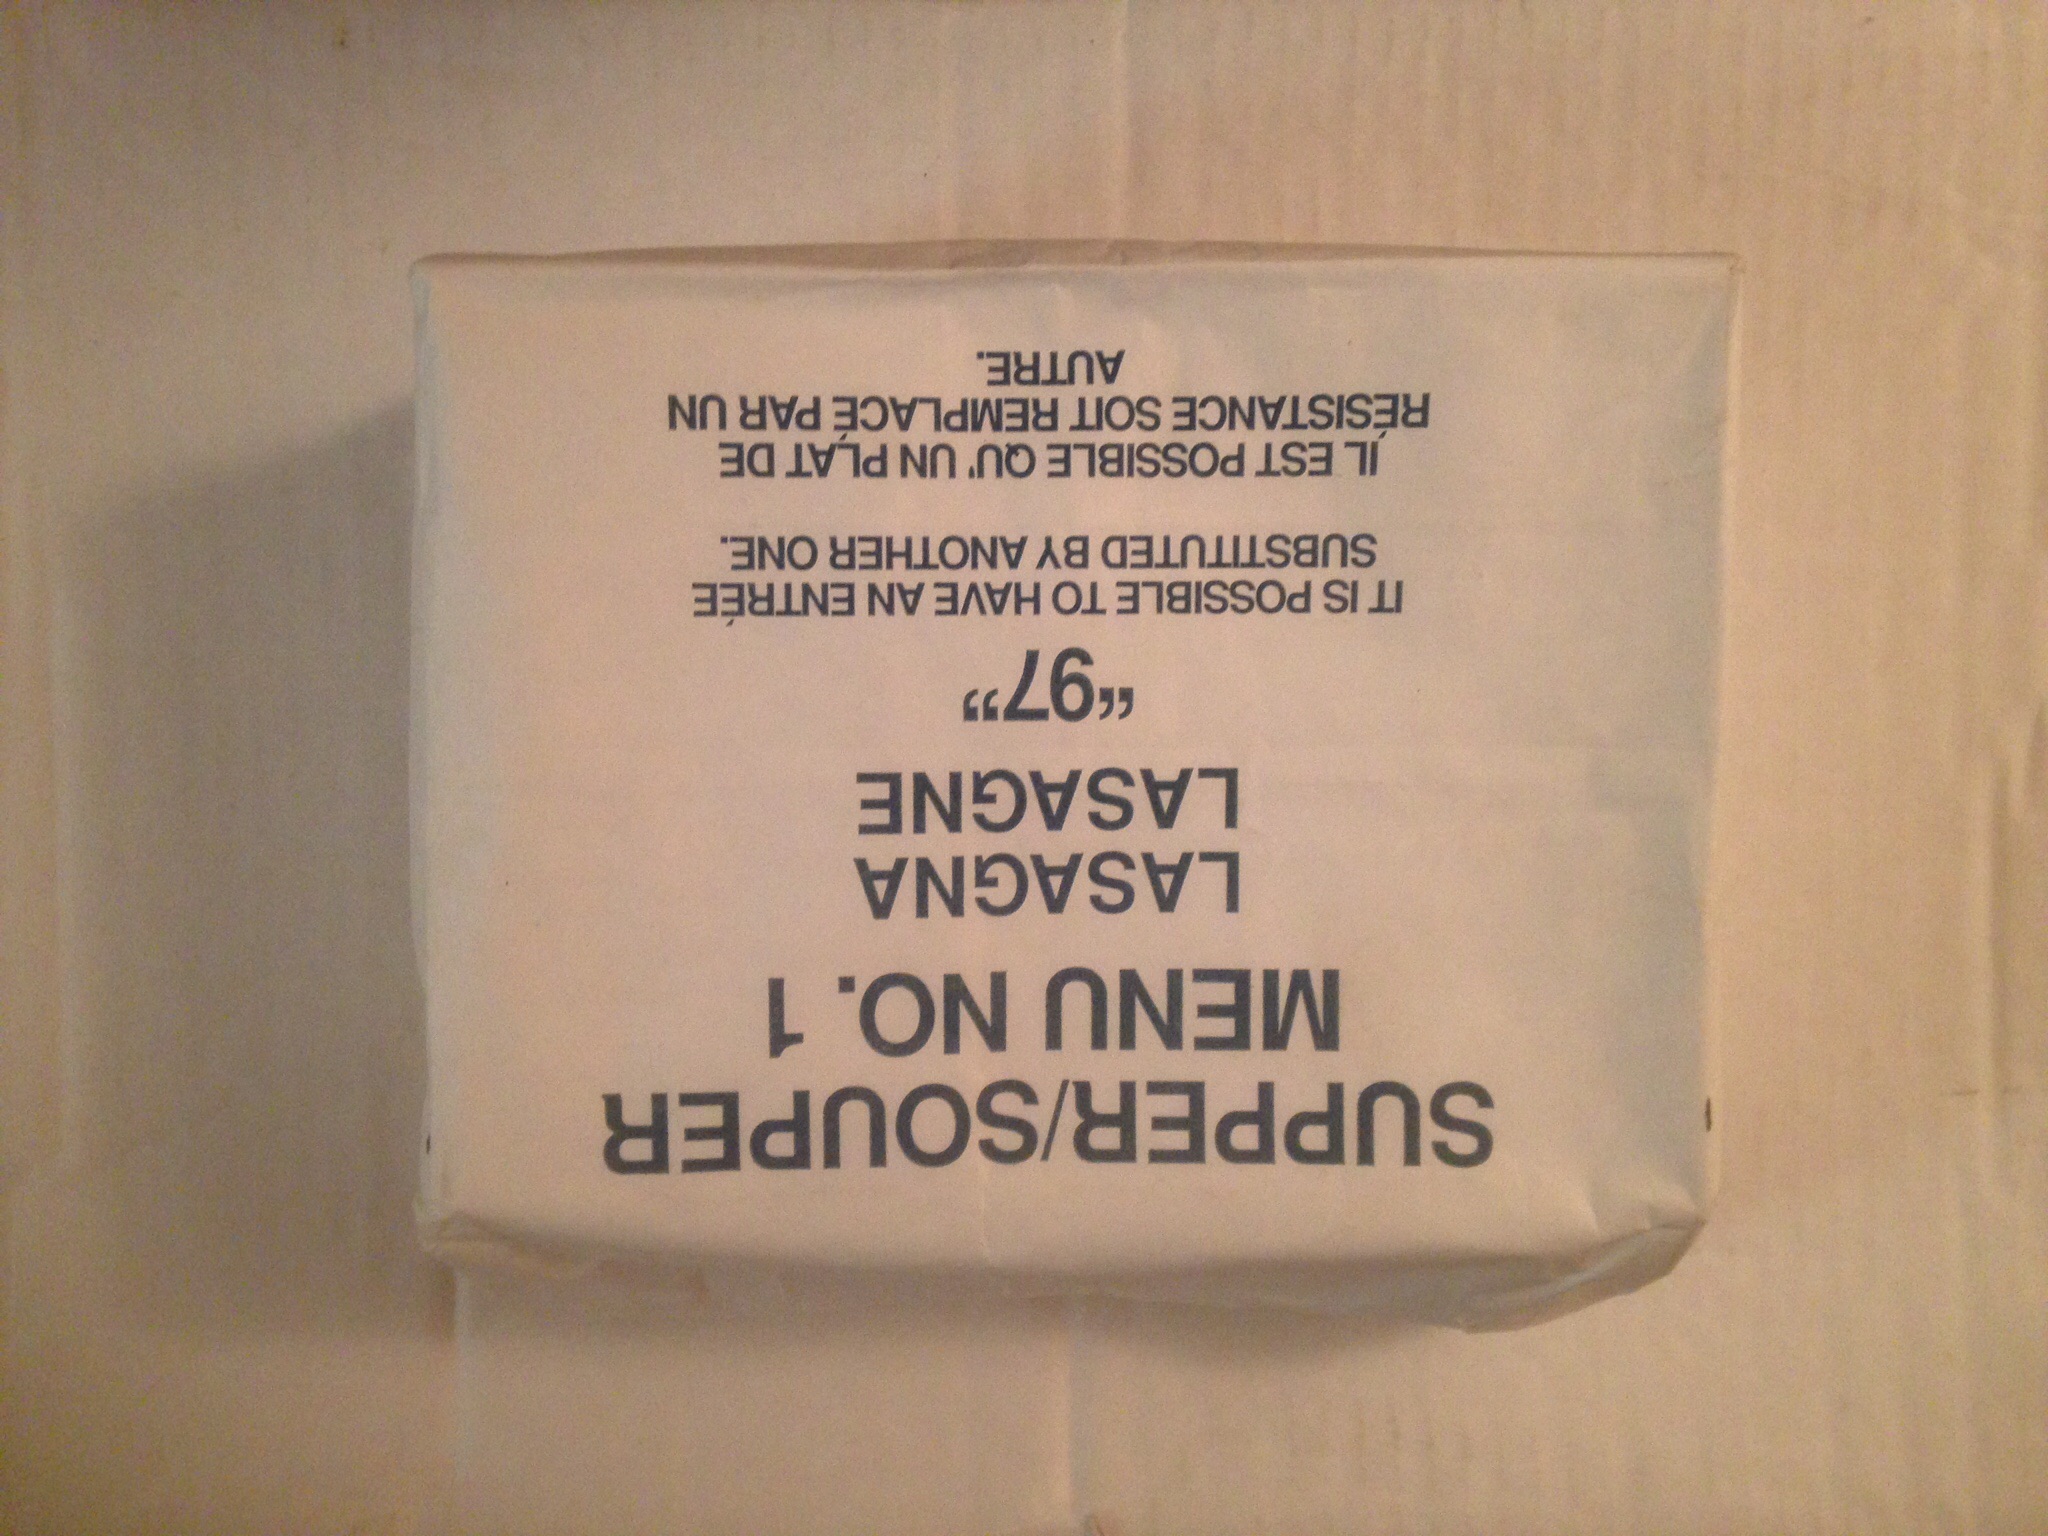 SUPPER/SOUPER
MENU NO. 1
LASAGNA
LASAGNE
“97”
IT IS POSSIBLE TO HAVE AN ENTRÉE
SUBSTITUTED BY ANOTHER ONE.
IL EST POSSIBLE QU'UN PLAT DE
RÉSISTANCE SOIT REMPLACÉ PAR UN
AUTRE.